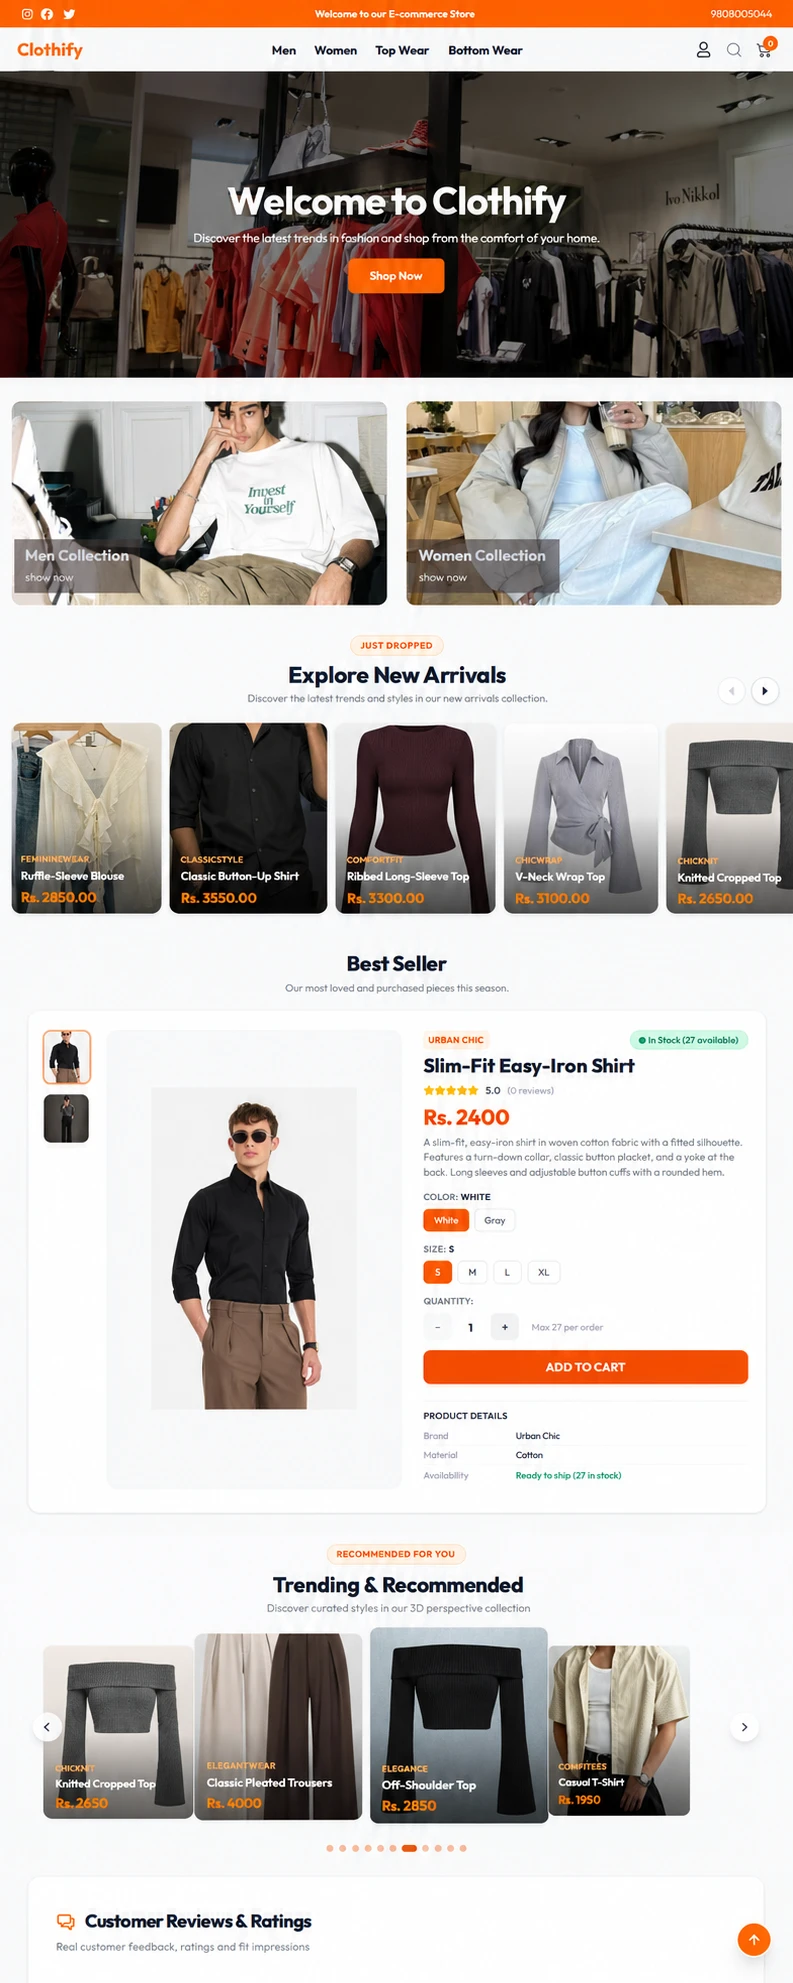 Welcome to our E-commerce Store
9808005044
Clothify
Men
Women
Top Wear
Bottom Wear
0
Ivo Nikkol
Welcome to Clothify
Discover the latest trends in fashion and shop from the comfort of your home.
Shop Now
Invest
in
Yourself
Men Collection
show now
Women Collection
show now
JUST DROPPED
Explore New Arrivals
Discover the latest trends and styles in our new arrivals collection.
FEMININEWEAR
Ruffle-Sleeve Blouse
Rs. 2850.00
CLASSICSTYLE
Classic Button-Up Shirt
Rs. 3550.00
COMFORTFIT
Ribbed Long-Sleeve Top
Rs. 3300.00
CHICWRAP
V-Neck Wrap Top
Rs. 3100.00
CHICKNIT
Knitted Cropped Top
Rs. 2650.00
Best Seller
Our most loved and purchased pieces this season.
URBAN CHIC
In Stock (27 available)
Slim-Fit Easy-Iron Shirt
5.0 (0 reviews)
Rs. 2400
A slim-fit, easy-iron shirt in woven cotton fabric with a fitted silhouette.
Features a turn-down collar, classic button placket, and a yoke at the
back. Long sleeves and adjustable button cuffs with a rounded hem.
COLOR: WHITE
White
Gray
SIZE: S
S
M
L
XL
QUANTITY:
−
1
+
Max 27 per order
ADD TO CART
PRODUCT DETAILS
Brand Urban Chic
Material Cotton
Availability Ready to ship (27 in stock)
RECOMMENDED FOR YOU
Trending & Recommended
Discover curated styles in our 3D perspective collection
CHICKNIT
Knitted Cropped Top
Rs. 2650
ELEGANTWEAR
Classic Pleated Trousers
Rs. 4000
ELEGANCE
Off-Shoulder Top
Rs. 2850
COMFITEES
Casual T-Shirt
Rs. 1950
Customer Reviews & Ratings
Real customer feedback, ratings and fit impressions